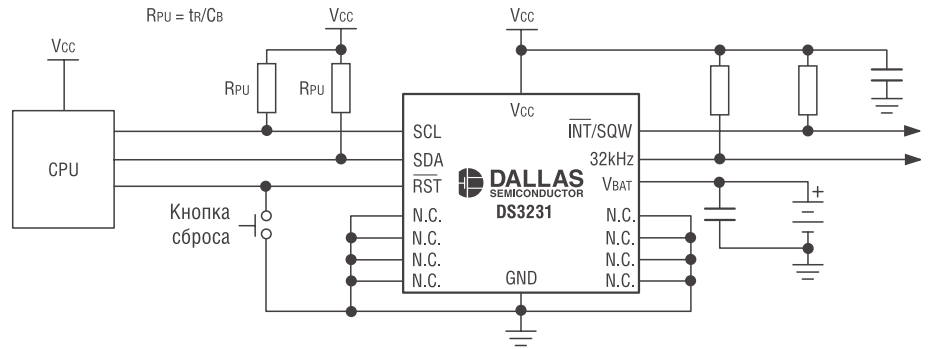 RPU = tR/CB
VCC
VCC
VCC
RPU
RPU
CPU
VCC
SCL
INT/SQW
SDA
32kHz
RST
VBAT
DALLAS
SEMICONDUCTOR
DS3231
Кнопка
сброса
N.C.
N.C.
N.C.
N.C.
N.C.
N.C.
N.C.
N.C.
GND
+